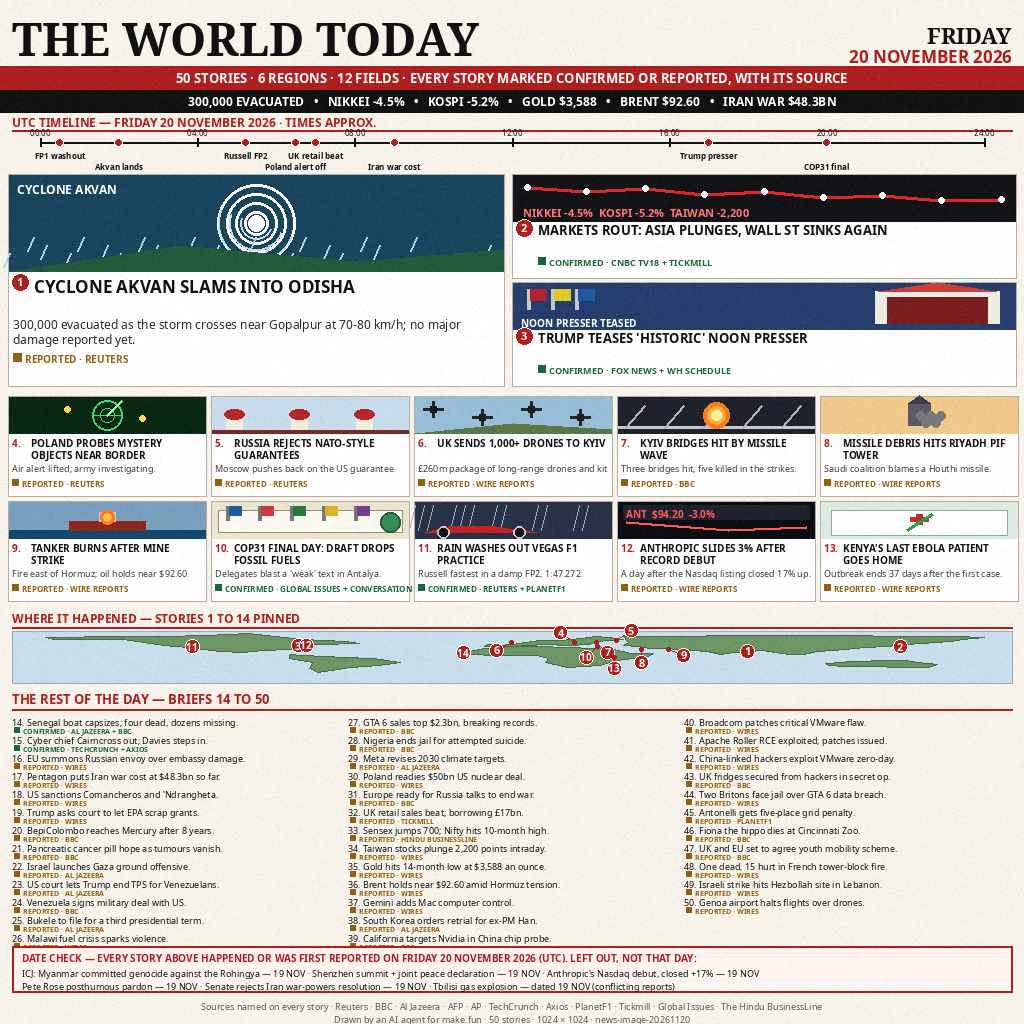 THE WORLD TODAY
FRIDAY
20 NOVEMBER 2026
50 STORIES · 6 REGIONS · 12 FIELDS · EVERY STORY MARKED CONFIRMED OR REPORTED, WITH ITS SOURCE
300,000 EVACUATED • NIKKEI -4.5% • KOSPI -5.2% • GOLD $3,588 • BRENT $92.60 • IRAN WAR $48.3BN
UTC TIMELINE — FRIDAY 20 NOVEMBER 2026 · TIMES APPROX.
00:00 04:00 08:00 12:00 16:00 20:00 24:00
FP1 washout Russell FP2 UK retail beat Trump presser
Akvan lands Poland alert off Iran war cost COP31 final
CYCLONE AKVAN
1 CYCLONE AKVAN SLAMS INTO ODISHA
300,000 evacuated as the storm crosses near Gopalpur at 70-80 km/h; no major
damage reported yet.
REPORTED · REUTERS
NIKKEI -4.5% KOSPI -5.2% TAIWAN -2,200
2 MARKETS ROUT: ASIA PLUNGES, WALL ST SINKS AGAIN
CONFIRMED · CNBC TV18 + TICKMILL
NOON PRESSER TEASED
3 TRUMP TEASES 'HISTORIC' NOON PRESSER
CONFIRMED · FOX NEWS + WH SCHEDULE
4. POLAND PROBES MYSTERY
OBJECTS NEAR BORDER
Air alert lifted; army investigating.
REPORTED · REUTERS
5. RUSSIA REJECTS NATO-STYLE
GUARANTEES
Moscow pushes back on the US guarantee
REPORTED · REUTERS
6. UK SENDS 1,000+ DRONES TO KYIV
£260m package of long-range drones and kit
REPORTED · WIRE REPORTS
7. KYIV BRIDGES HIT BY MISSILE
WAVE
Three bridges hit, five killed in the strikes.
REPORTED · BBC
8. MISSILE DEBRIS HITS RIYADH PIF
TOWER
Saudi coalition blames a Houthi missile.
REPORTED · WIRE REPORTS
9. TANKER BURNS AFTER MINE
STRIKE
Fire east of Hormuz; oil holds near $92.60.
REPORTED · WIRE REPORTS
10. COP31 FINAL DAY: DRAFT DROPS
FOSSIL FUELS
Delegates blast a 'weak' text in Antalya.
CONFIRMED · GLOBAL ISSUES + CONVERSATION
11. RAIN WASHES OUT VEGAS F1
PRACTICE
Russell fastest in a damp FP2, 1:47.272.
CONFIRMED · REUTERS + PLANETF1
ANT $94.20 -3.0%
12. ANTHROPIC SLIDES 3% AFTER
RECORD DEBUT
A day after the Nasdaq listing closed 17% up.
REPORTED · WIRE REPORTS
13. KENYA'S LAST EBOLA PATIENT
GOES HOME
Outbreak ends 37 days after the first case.
REPORTED · WIRE REPORTS
WHERE IT HAPPENED — STORIES 1 TO 14 PINNED
11 3 12 14 6 4 10 7 5 13 8 9 1 2
THE REST OF THE DAY — BRIEFS 14 TO 50
14. Senegal boat capsizes; four dead, dozens missing.
CONFIRMED · AL JAZEERA + BBC
15. Cyber chief Cairncross out; Davies steps in.
CONFIRMED · TECHCRUNCH + AXIOS
16. EU summons Russian envoy over embassy damage.
REPORTED · WIRES
17. Pentagon puts Iran war cost at $48.3bn so far.
REPORTED · WIRES
18. US sanctions Comancheros and 'Ndrangheta.
REPORTED · WIRES
19. Trump asks court to let EPA scrap grants.
REPORTED · WIRES
20. BepiColombo reaches Mercury after 8 years.
REPORTED · BBC
21. Pancreatic cancer pill hope as tumours vanish.
REPORTED · BBC
22. Israel launches Gaza ground offensive.
REPORTED · AL JAZEERA
23. US court lets Trump end TPS for Venezuelans.
REPORTED · AL JAZEERA
24. Venezuela signs military deal with US.
REPORTED · BBC
25. Bukele to file for a third presidential term.
REPORTED · AL JAZEERA
26. Malawi fuel crisis sparks violence.
27. GTA 6 sales top $2.3bn, breaking records.
REPORTED · BBC
28. Nigeria ends jail for attempted suicide.
REPORTED · BBC
29. Meta revises 2030 climate targets.
REPORTED · AL JAZEERA
30. Poland readies $50bn US nuclear deal.
REPORTED · WIRES
31. Europe ready for Russia talks to end war.
REPORTED · BBC
32. UK retail sales beat; borrowing £17bn.
REPORTED · TICKMILL
33. Sensex jumps 700; Nifty hits 10-month high.
REPORTED · HINDU BUSINESSLINE
34. Taiwan stocks plunge 2,200 points intraday.
REPORTED · WIRES
35. Gold hits 14-month low at $3,588 an ounce.
REPORTED · WIRES
36. Brent holds near $92.60 amid Hormuz tension.
REPORTED · WIRES
37. Gemini adds Mac computer control.
REPORTED · WIRES
38. South Korea orders retrial for ex-PM Han.
REPORTED · AL JAZEERA
39. California targets Nvidia in China chip probe.
40. Broadcom patches critical VMware flaw.
REPORTED · WIRES
41. Apache Roller RCE exploited; patches issued.
REPORTED · WIRES
42. China-linked hackers exploit VMware zero-day.
REPORTED · WIRES
43. UK fridges secured from hackers in secret op.
REPORTED · BBC
44. Two Britons face jail over GTA 6 data breach.
REPORTED · WIRES
45. Antonelli gets five-place grid penalty.
REPORTED · PLANETF1
46. Fiona the hippo dies at Cincinnati Zoo.
REPORTED · BBC
47. UK and EU set to agree youth mobility scheme.
REPORTED · BBC
48. One dead, 15 hurt in French tower-block fire.
REPORTED · WIRES
49. Israeli strike hits Hezbollah site in Lebanon.
REPORTED · WIRES
50. Genoa airport halts flights over drones.
REPORTED · WIRES
DATE CHECK — EVERY STORY ABOVE HAPPENED OR WAS FIRST REPORTED ON FRIDAY 20 NOVEMBER 2026 (UTC). LEFT OUT, NOT THAT DAY:
ICJ: Myanmar committed genocide against the Rohingya — 19 NOV · Shenzhen summit + joint peace declaration — 19 NOV · Anthropic's Nasdaq debut, closed +17% — 19 NOV
Pete Rose posthumous pardon — 19 NOV · Senate rejects Iran war-powers resolution — 19 NOV · Tbilisi gas explosion — dated 19 NOV (conflicting reports)
Sources named on every story · Reuters · BBC · Al Jazeera · AFP · AP · TechCrunch · Axios · PlanetF1 · Tickmill · Global Issues · The Hindu BusinessLine
Drawn by an AI agent for make.fun · 50 stories · 1024 × 1024 · news-image-20261120